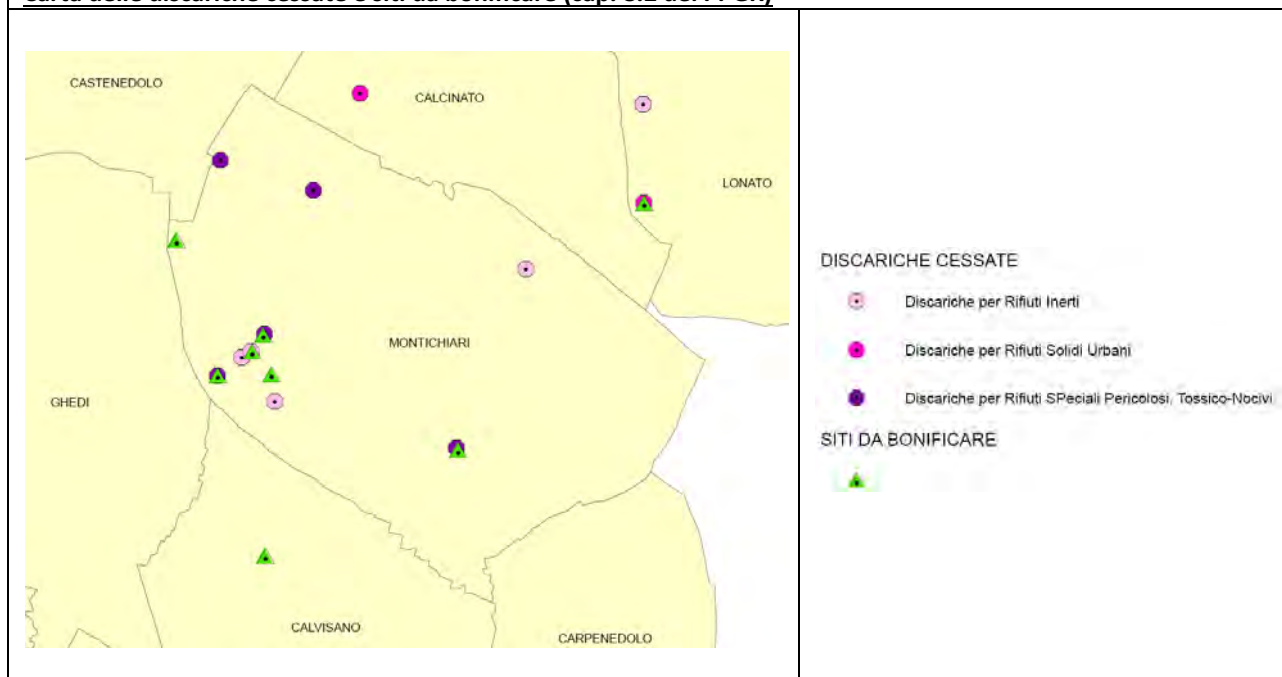 CASTENEDOLO
CALCINATO
LONATO
MONTICHIARI
GHEDI
CALVISANO
CARPENEDOLO
DISCARICHE CESSATE
Discariche per Rifiuti Inerti
Discariche per Rifiuti Solidi Urbani
Discariche per Rifiuti SPeciali Pericolosi, Tossico-Nocivi
SITI DA BONIFICARE